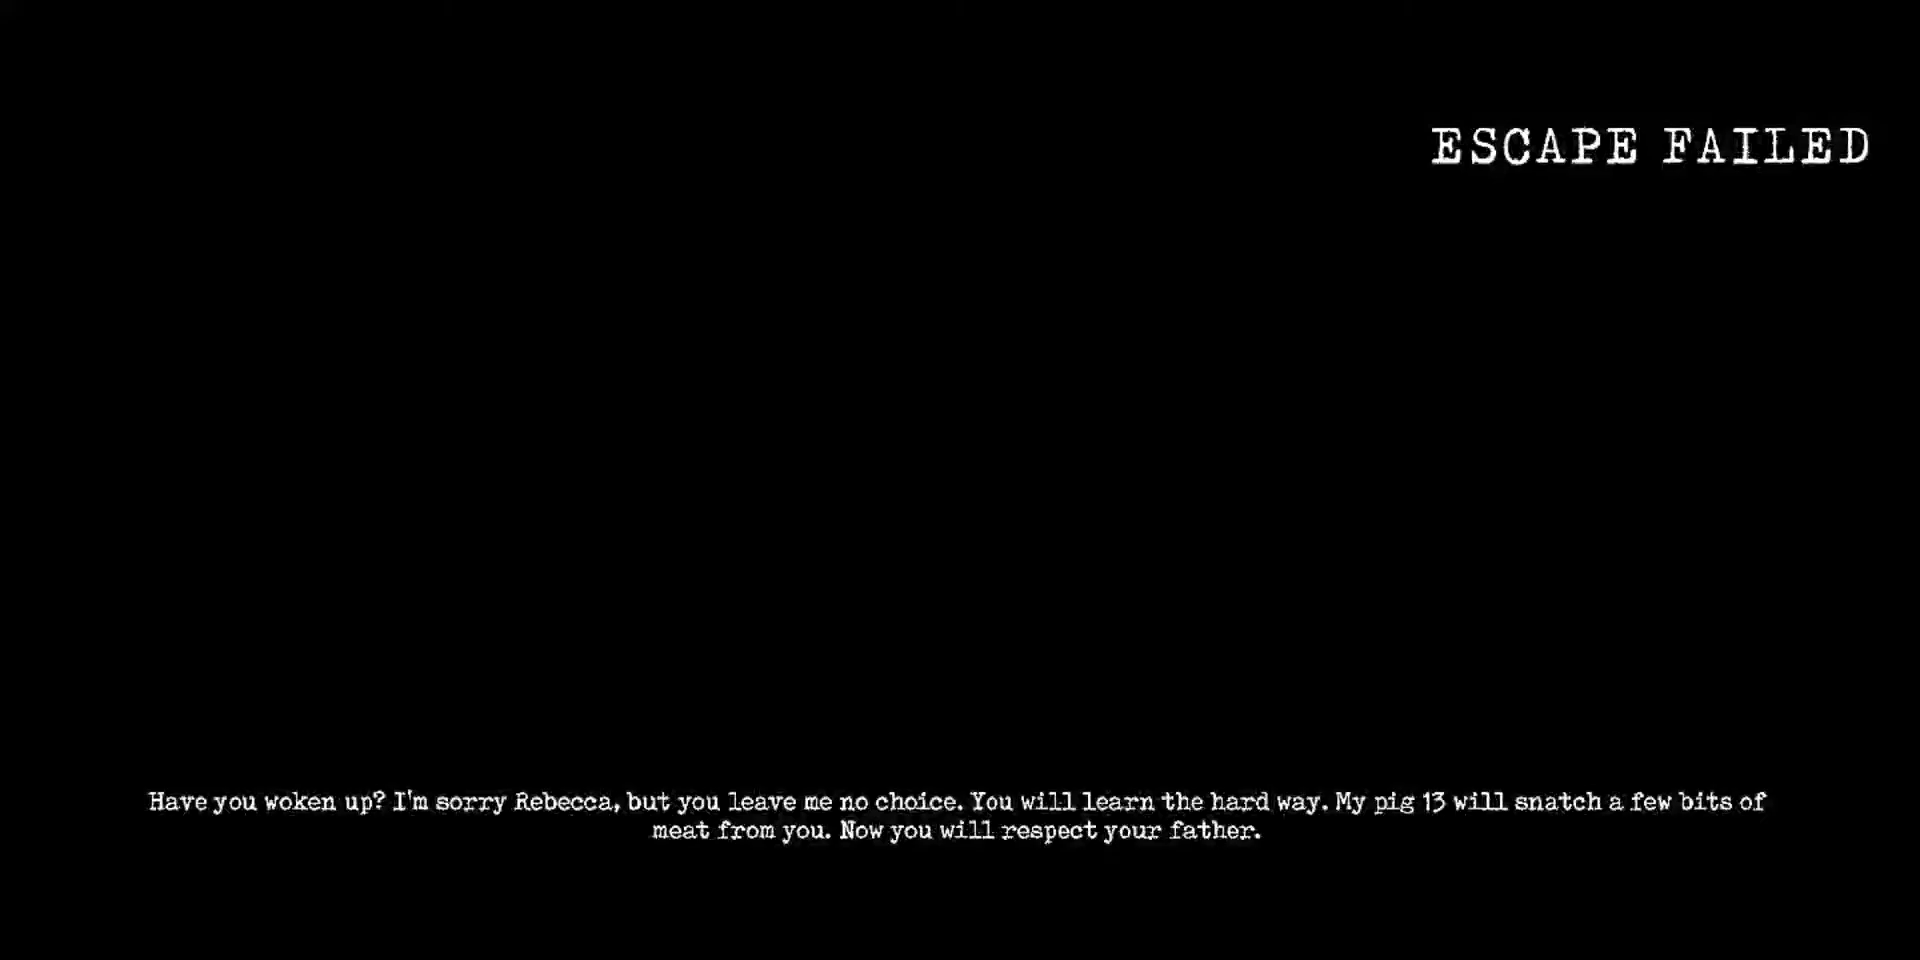 ESCAPE FAILED
Have you woken up? I'm sorry Rebecca, but you leave me no choice. You will learn the hard way. My pig 13 will snatch a few bits of
meat from you. Now you will respect your father.